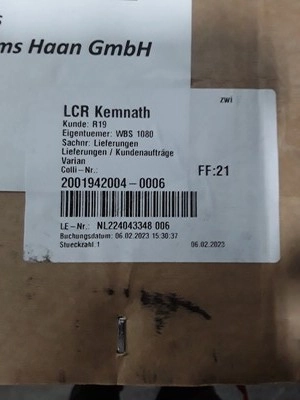 s
ms Haan GmbH
zwi
LCR Kemnath
Kunde: R19
Eigentuemer: WBS 1080
Sachnr: Lieferungen
Lieferungen / Kundenaufträge
Varian
Colli-Nr.:
FF:21
2001942004-0006
LE-Nr.: NL224043348 006
Buchungsdatum: 06.02.2023 15:30:37
Stueckzahl:1
06.02.2023